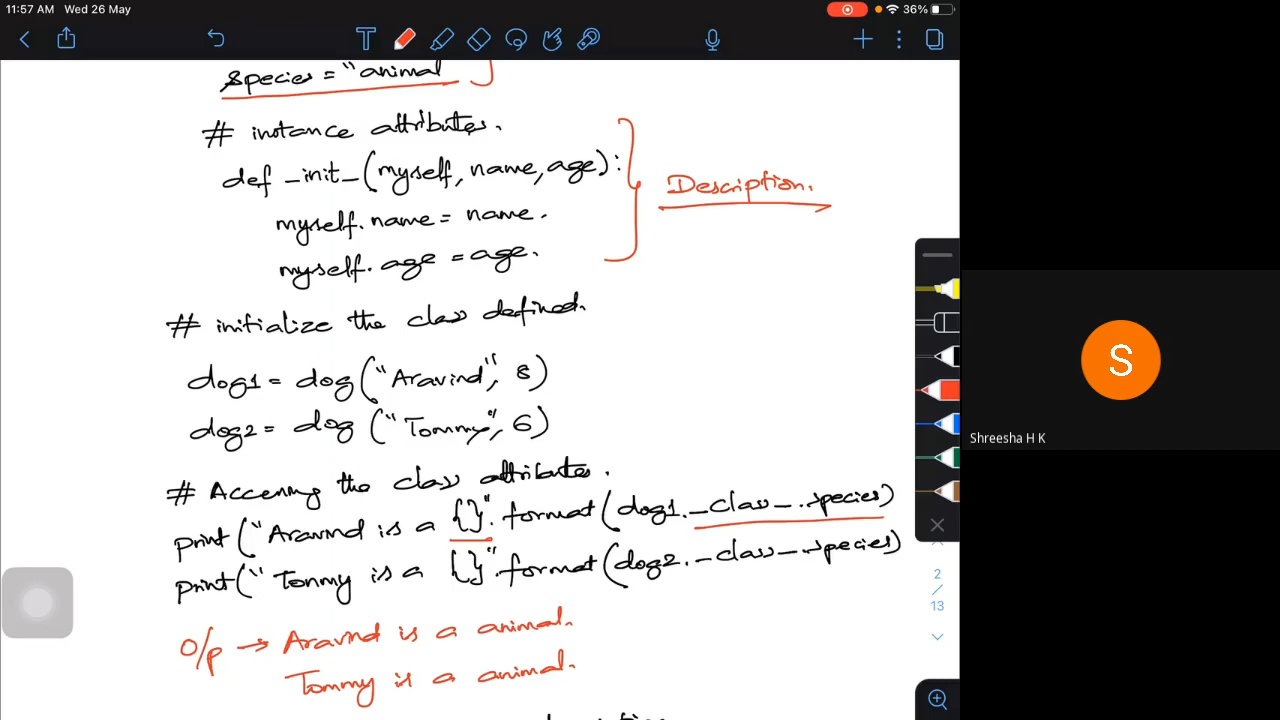 11:57 AM Wed 26 May
36%
species = "animal
# instance attributes.
def _init_(myself, name, age):
Description.
myself.name = name.
myself.age = age.
# initialize the class defined.
dog1 = dog("Aravind", 8)
dog2 = dog ("Tommy", 6)
# Accenning the class attributes.
print ("Aravind is a {}".format(dog1._class_.species)
print ("Tommy is a {}".format(dog2._class_.species)
O/p → Aravind is a animal.
Tommy is a animal.
2
/
13
S
Shreesha H K